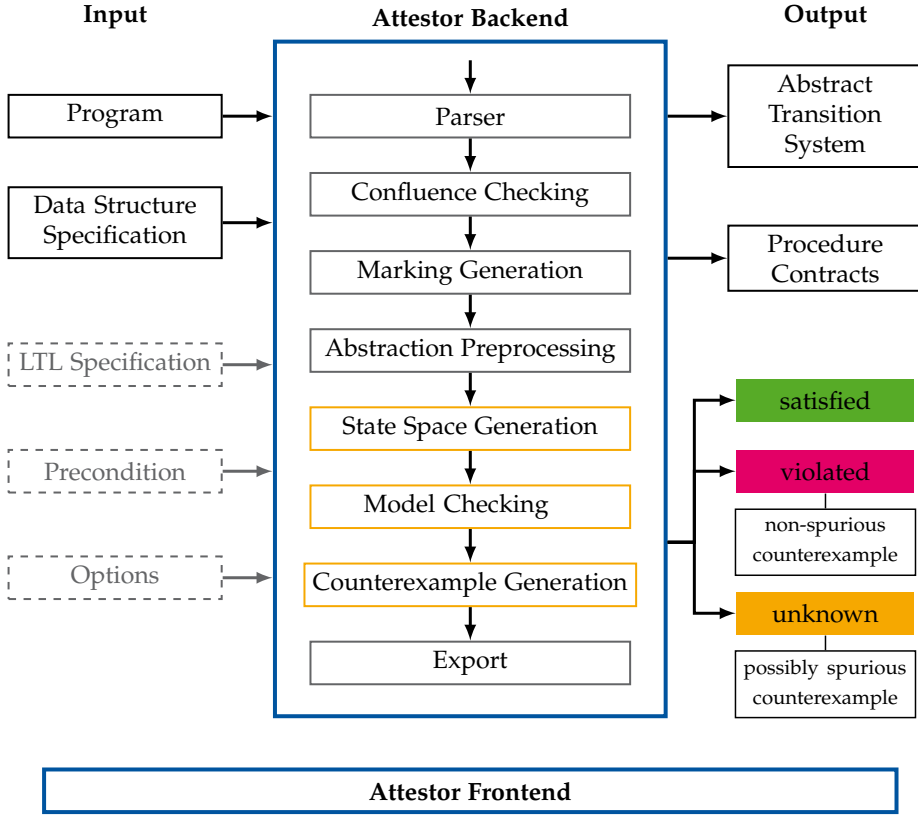 Input
Attestor Backend
Output
Program
Data Structure
Specification
LTL Specification
Precondition
Options
Parser
Confluence Checking
Marking Generation
Abstraction Preprocessing
State Space Generation
Model Checking
Counterexample Generation
Export
Abstract
Transition
System
Procedure
Contracts
satisfied
violated
non-spurious
counterexample
unknown
possibly spurious
counterexample
Attestor Frontend